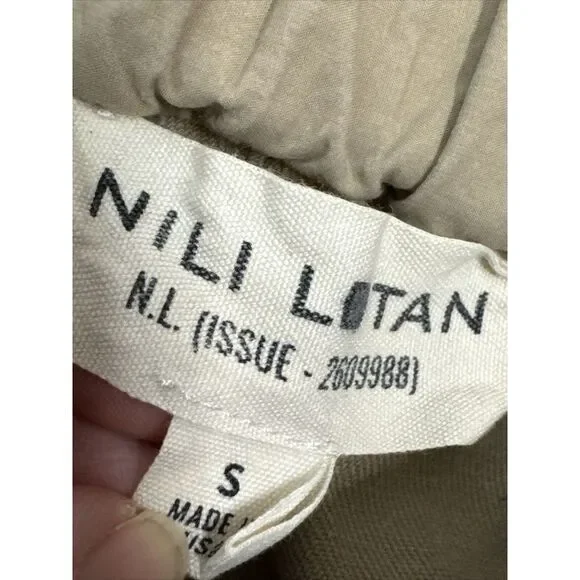 NILI LOTAN
N.L. (ISSUE - 2609988)
S
MADE